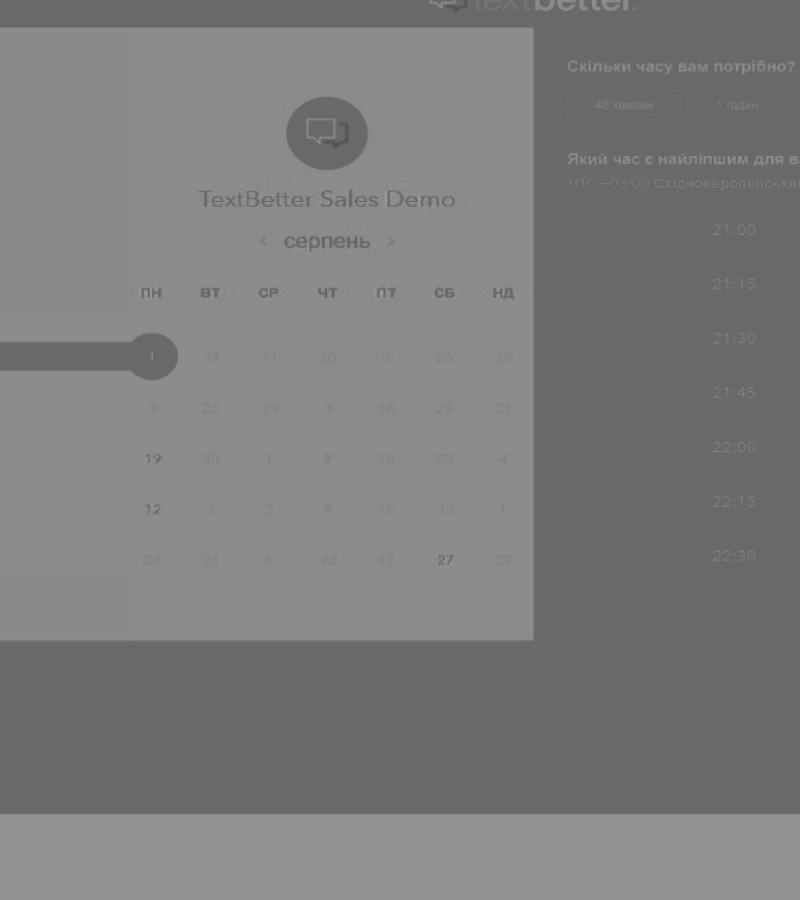 textbetter.
TextBetter Sales Demo
< серпень >
ПН ВТ СР ЧТ ПТ СБ НД
1 31 11 30 8 26 29
3 23 29 3 18 25 21
19 30 1 9 18 28 4
12 3 2 9 16 13 1
24 21 6 22 17 27 27
Скільки часу вам потрібно?
40 хвилин 1 годин
Який час є найліпшим для в
UTC +03:00 Східноєвропейськи
21:00
21:15
21:30
21:45
22:00
22:15
22:30